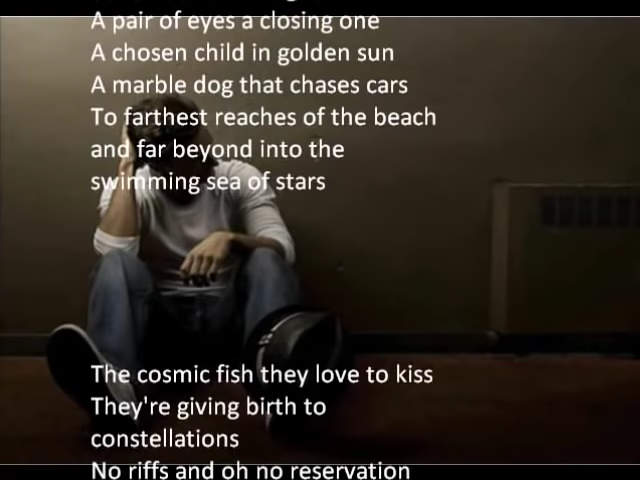 A pair of eyes a closing one
A chosen child in golden sun
A marble dog that chases cars
To farthest reaches of the beach
and far beyond into the
swimming sea of stars
The cosmic fish they love to kiss
They're giving birth to
constellations
No riffs and oh no reservation